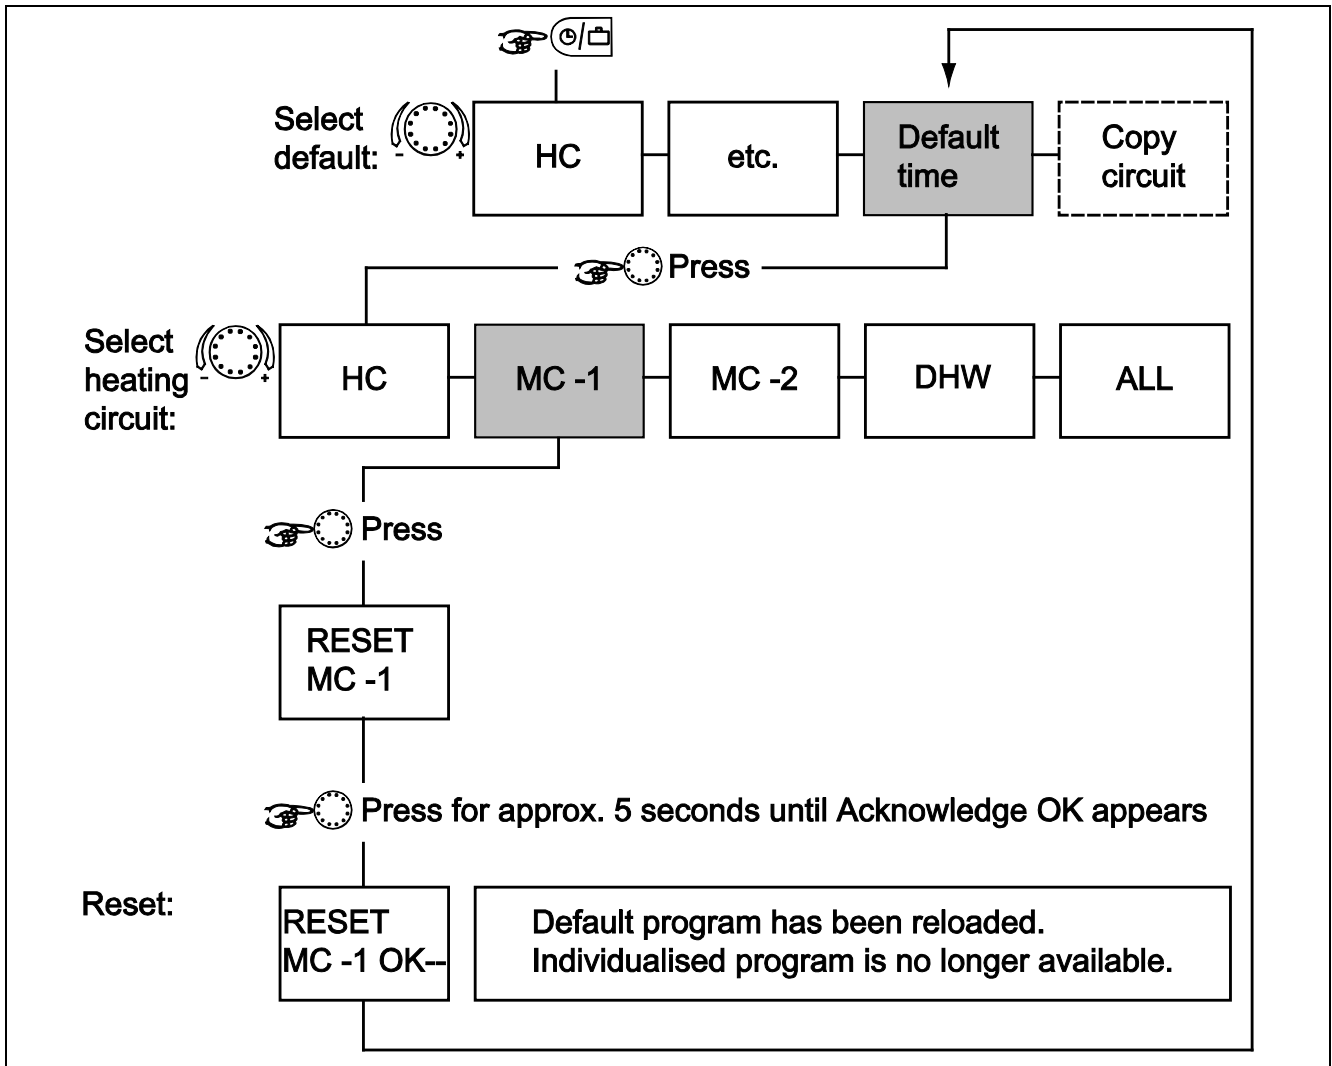 Select
default:
- +
HC
etc.
Default
time
Copy
circuit
Press
Select
heating
circuit:
- +
HC
MC -1
MC -2
DHW
ALL
Press
RESET
MC -1
Press for approx. 5 seconds until Acknowledge OK appears
Reset:
RESET
MC -1 OK--
Default program has been reloaded.
Individualised program is no longer available.